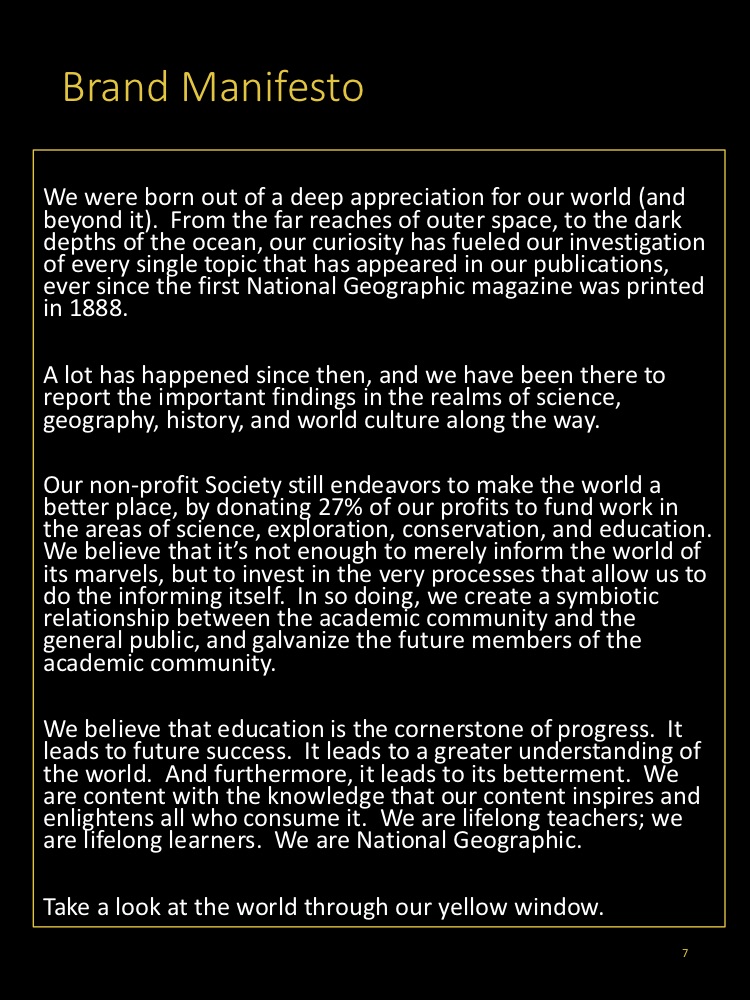 Brand Manifesto
We were born out of a deep appreciation for our world (and
beyond it).  From the far reaches of outer space, to the dark
depths of the ocean, our curiosity has fueled our investigation
of every single topic that has appeared in our publications,
ever since the first National Geographic magazine was printed
in 1888.
A lot has happened since then, and we have been there to
report the important findings in the realms of science,
geography, history, and world culture along the way.
Our non-profit Society still endeavors to make the world a
better place, by donating 27% of our profits to fund work in
the areas of science, exploration, conservation, and education.
We believe that it’s not enough to merely inform the world of
its marvels, but to invest in the very processes that allow us to
do the informing itself.  In so doing, we create a symbiotic
relationship between the academic community and the
general public, and galvanize the future members of the
academic community.
We believe that education is the cornerstone of progress.  It
leads to future success.  It leads to a greater understanding of
the world.  And furthermore, it leads to its betterment.  We
are content with the knowledge that our content inspires and
enlightens all who consume it.  We are lifelong teachers; we
are lifelong learners.  We are National Geographic.
Take a look at the world through our yellow window.
7